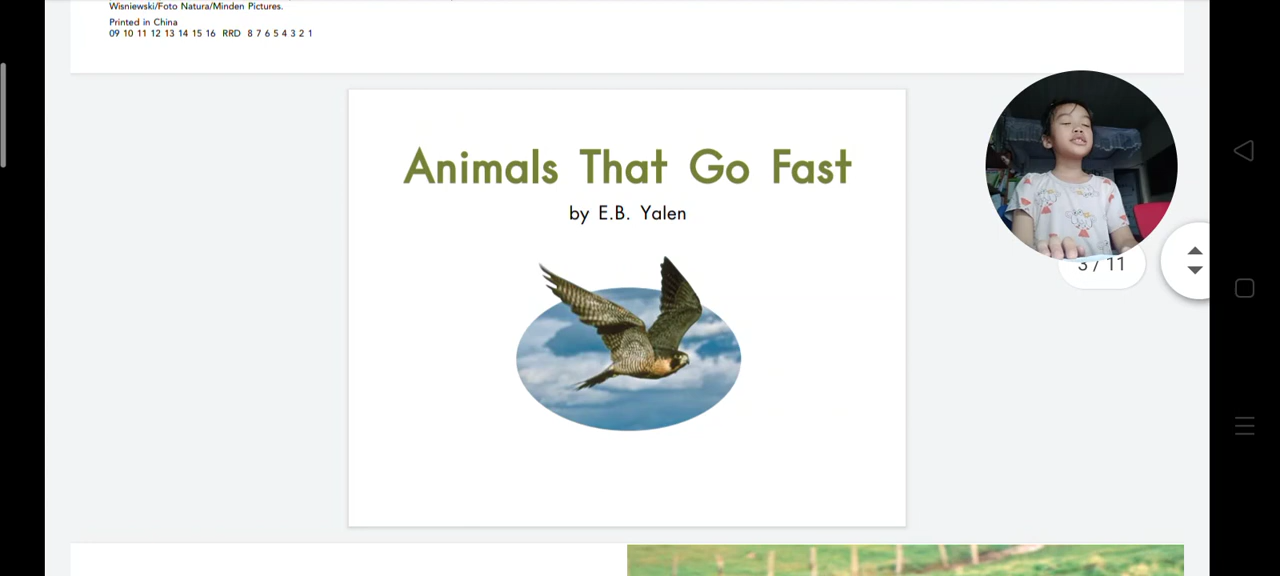 Wisniewski/Foto Natura/Minden Pictures.
Printed in China
09 10 11 12 13 14 15 16 RRD 8 7 6 5 4 3 2 1
Animals That Go Fast
by E.B. Yalen
3 / 11